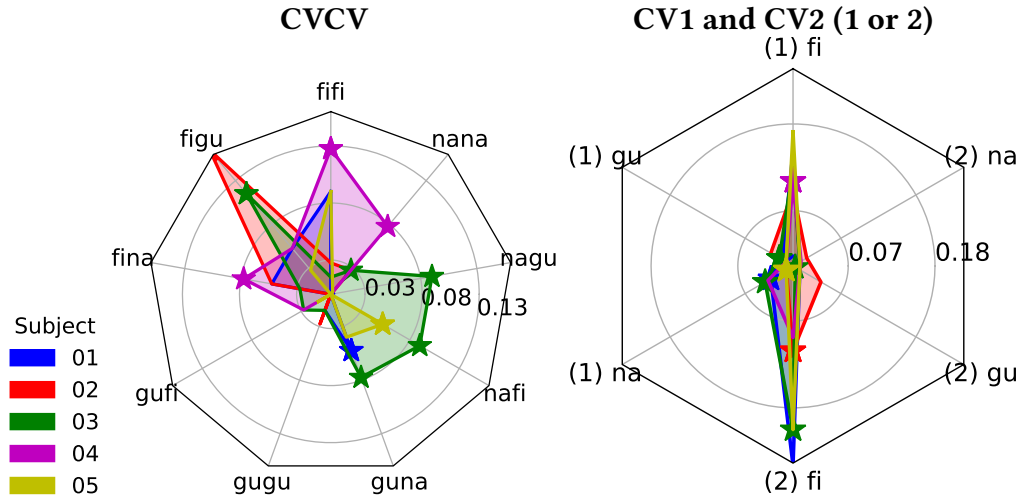 CVCV
fifi
nana
nagu
nafi
guna
gugu
gufi
fina
figu
0.03
0.08
0.13
Subject
01
02
03
04
05
CV1 and CV2 (1 or 2)
(1) fi
(2) na
(2) gu
(2) fi
(1) na
(1) gu
0.07
0.18